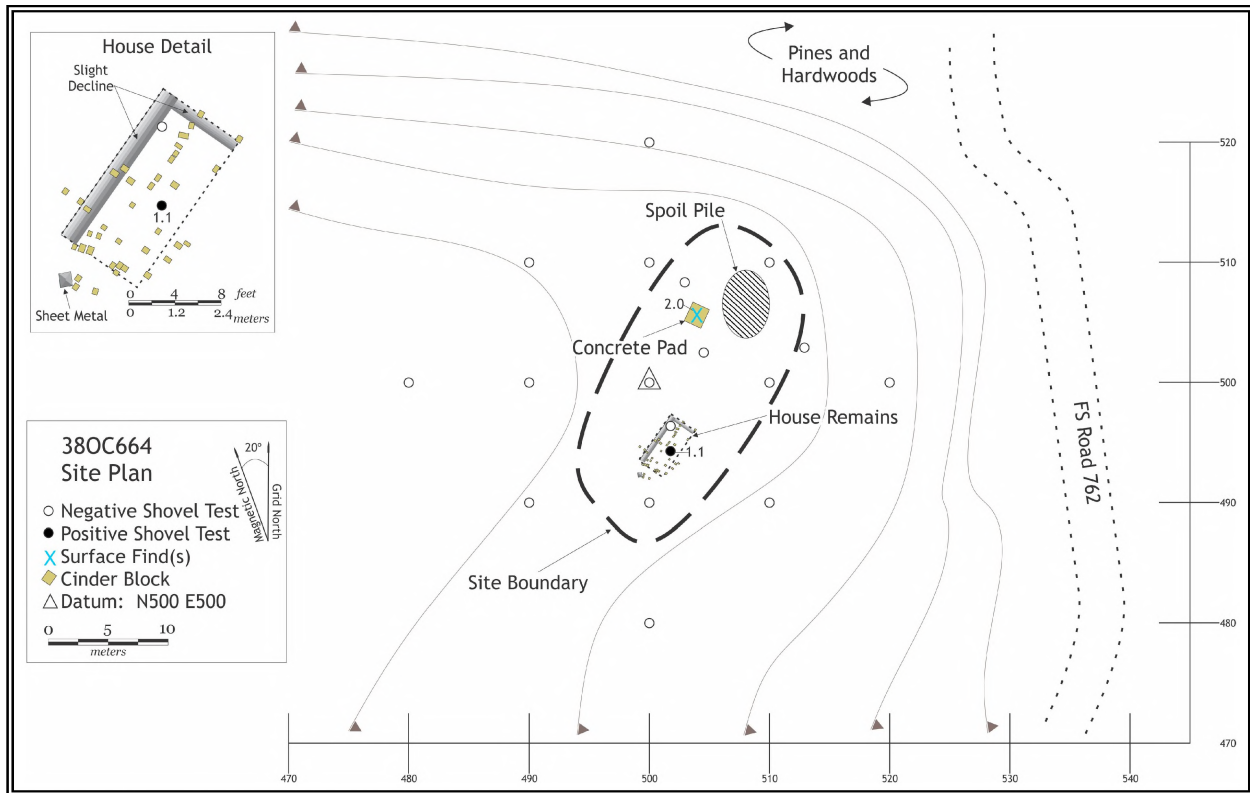 House Detail
Slight
Decline
1.1
Sheet Metal
0 4 8 feet
0 1.2 2.4 meters
Pines and
Hardwoods
Spoil Pile
2.0
Concrete Pad
House Remains
1.1
Site Boundary
FS Road 762
38OC664
Site Plan
20°
Magnetic North
Grid North
Negative Shovel Test
Positive Shovel Test
X Surface Find(s)
Cinder Block
Datum: N500 E500
0 5 10
meters
520
510
500
490
480
470
470 480 490 500 510 520 530 540